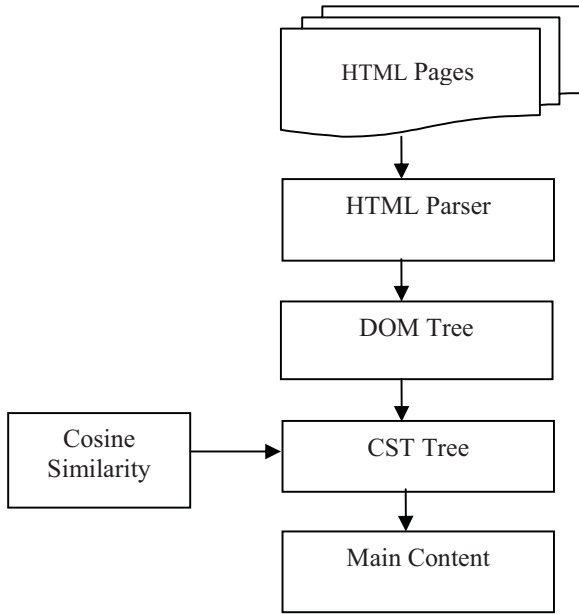 HTML Pages
HTML Parser
DOM Tree
Cosine
Similarity
CST Tree
Main Content